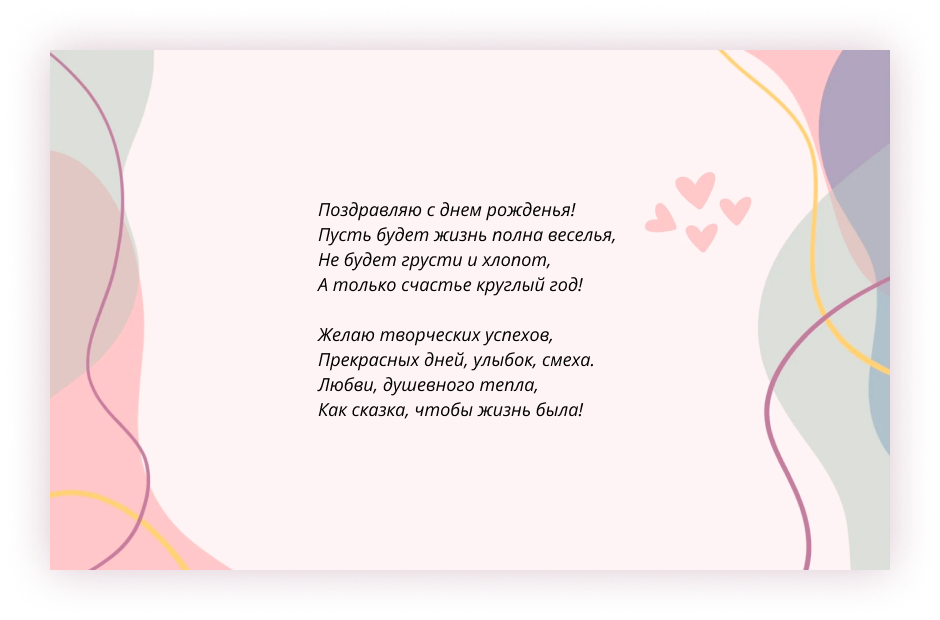 Поздравляю с днем рожденья!
Пусть будет жизнь полна веселья,
Не будет грусти и хлопот,
А только счастье круглый год!
Желаю творческих успехов,
Прекрасных дней, улыбок, смеха.
Любви, душевного тепла,
Как сказка, чтобы жизнь была!